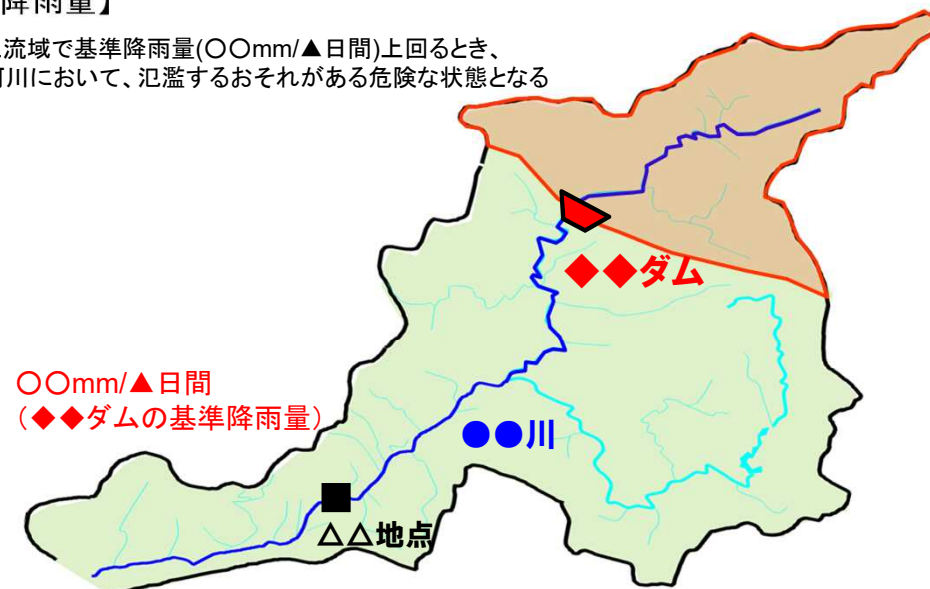 降雨量】
流域で基準降雨量(〇〇mm/▲日間)上回るとき、
河川において、氾濫するおそれがある危険な状態となる
◆◆ダム
〇〇mm/▲日間
(◆◆ダムの基準降雨量)
●●川
△△地点